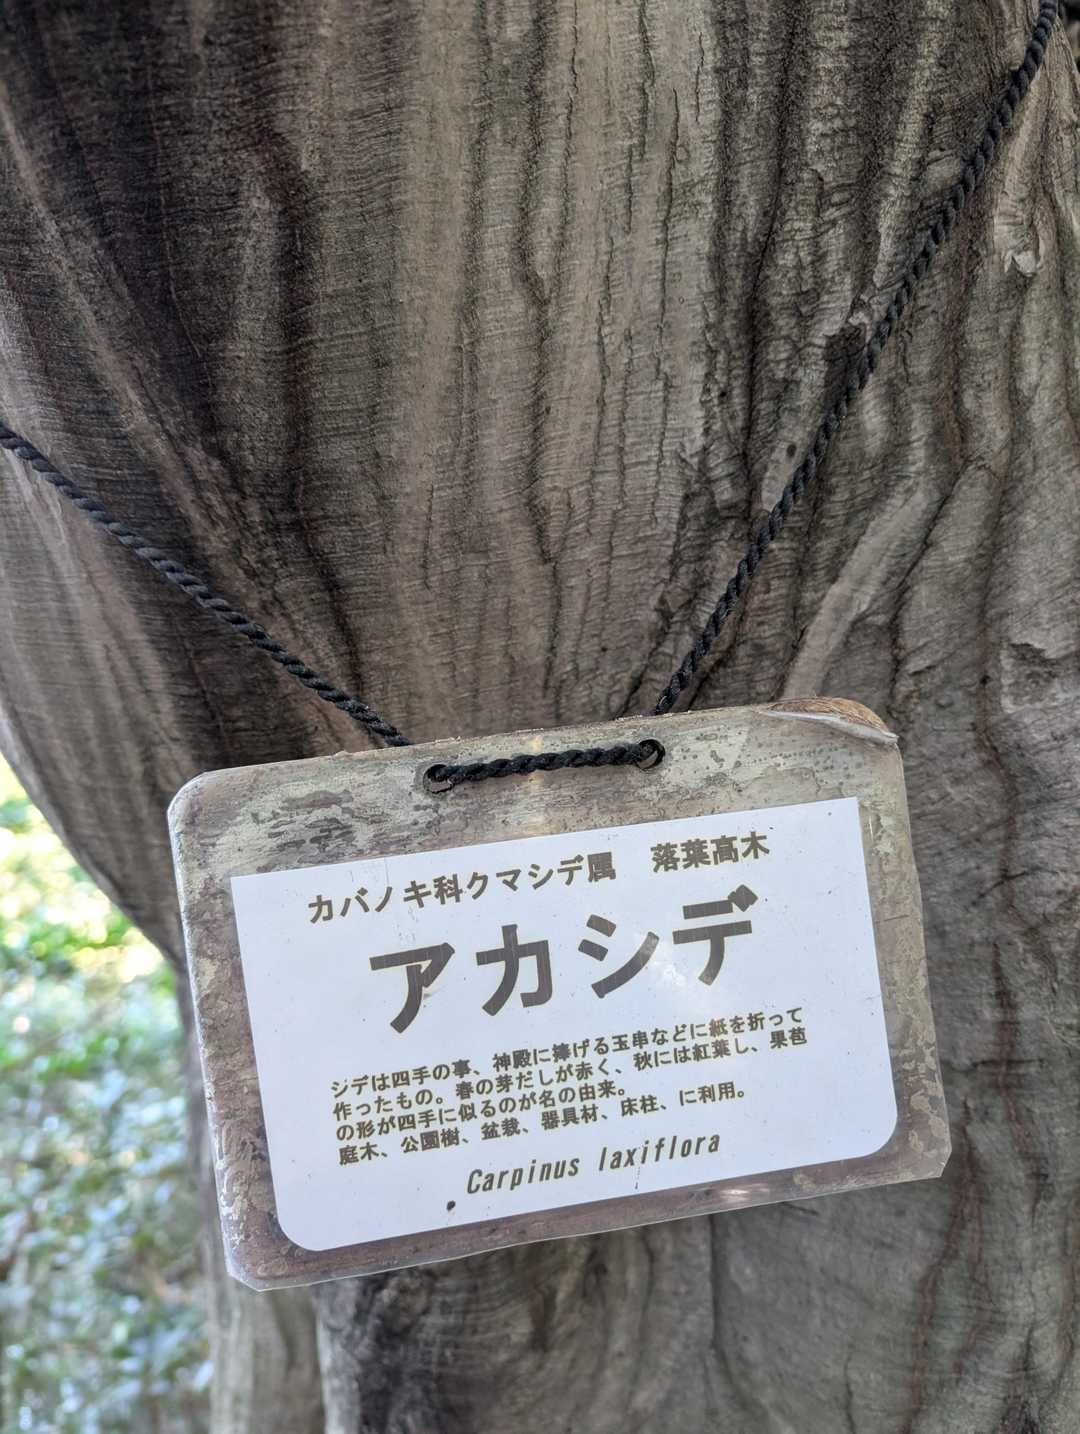 カバノキ科クマシデ属　落葉高木
アカシデ
ジデは四手の事、神殿に捧げる玉串などに紙を折って
作ったもの。春の芽だしが赤く、秋には紅葉し、果苞
の形が四手に似るのが名の由来。
庭木、公園樹、盆栽、器具材、床柱、に利用。
Carpinus laxiflora